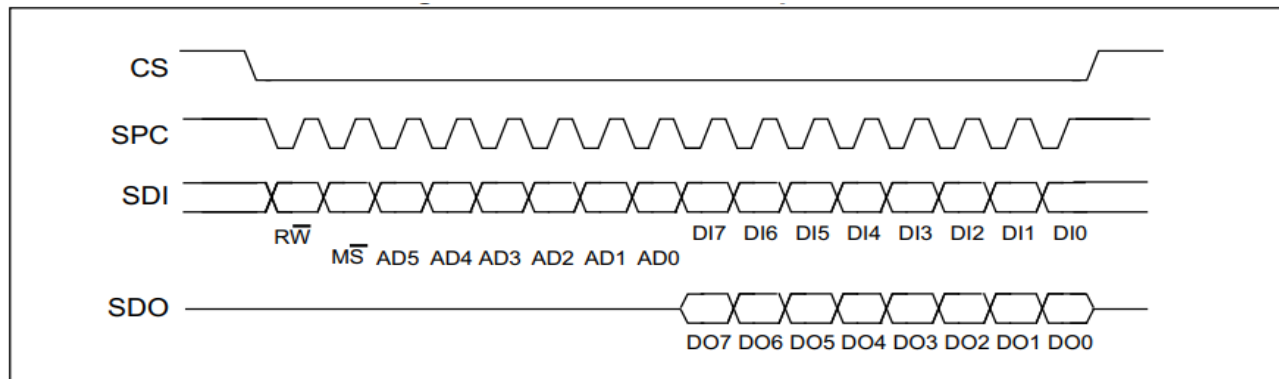 CS
SPC
SDI
RW̅
DI7 DI6 DI5 DI4 DI3 DI2 DI1 DI0
MS̅ AD5 AD4 AD3 AD2 AD1 AD0
SDO
DO7 DO6 DO5 DO4 DO3 DO2 DO1 DO0